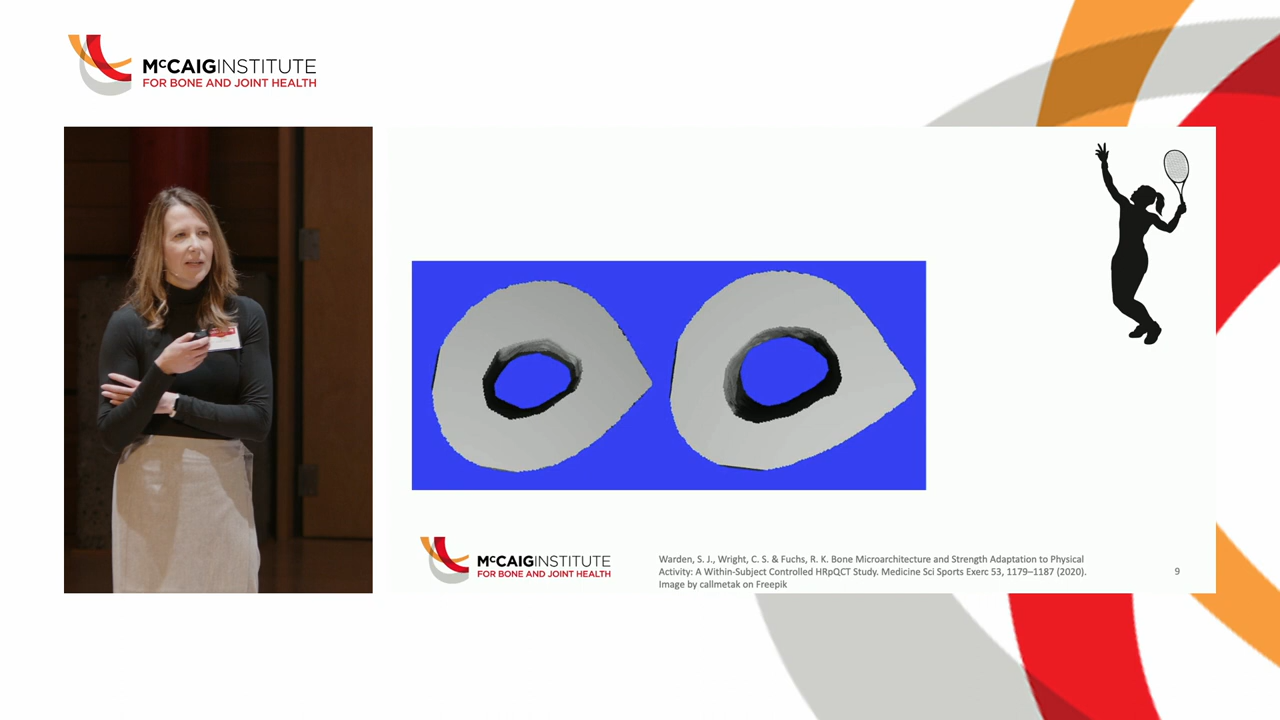 McCAIGINSTITUTE
FOR BONE AND JOINT HEALTH
McCAIGINSTITUTE
FOR BONE AND JOINT HEALTH
Warden, S. J., Wright, C. S. & Fuchs, R. K. Bone Microarchitecture and Strength Adaptation to Physical
Activity: A Within-Subject Controlled HRpQCT Study. Medicine Sci Sports Exerc 53, 1179–1187 (2020).
Image by callmetak on Freepik
9